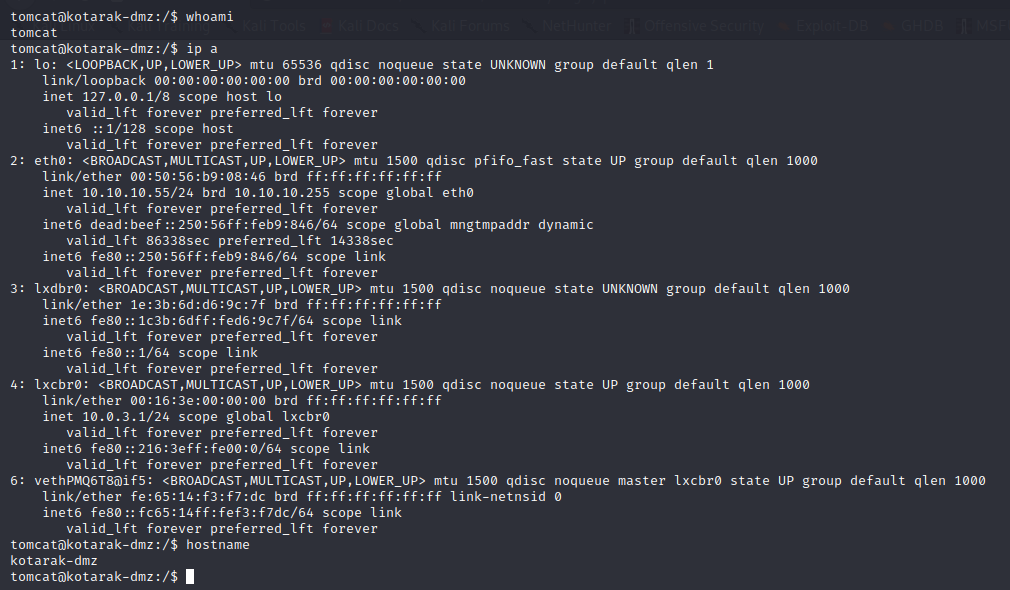 Kali Tools Kali Docs Kali Forums NetHunter Offensive Security Exploit-DB GHDB MSF
tomcat@kotarak-dmz:/$ whoami
tomcat
tomcat@kotarak-dmz:/$ ip a
1: lo: <LOOPBACK,UP,LOWER_UP> mtu 65536 qdisc noqueue state UNKNOWN group default qlen 1
    link/loopback 00:00:00:00:00:00 brd 00:00:00:00:00:00
    inet 127.0.0.1/8 scope host lo
       valid_lft forever preferred_lft forever
    inet6 ::1/128 scope host
       valid_lft forever preferred_lft forever
2: eth0: <BROADCAST,MULTICAST,UP,LOWER_UP> mtu 1500 qdisc pfifo_fast state UP group default qlen 1000
    link/ether 00:50:56:b9:08:46 brd ff:ff:ff:ff:ff:ff
    inet 10.10.10.55/24 brd 10.10.10.255 scope global eth0
       valid_lft forever preferred_lft forever
    inet6 dead:beef::250:56ff:feb9:846/64 scope global mngtmpaddr dynamic
       valid_lft 86338sec preferred_lft 14338sec
    inet6 fe80::250:56ff:feb9:846/64 scope link
       valid_lft forever preferred_lft forever
3: lxdbr0: <BROADCAST,MULTICAST,UP,LOWER_UP> mtu 1500 qdisc noqueue state UNKNOWN group default qlen 1000
    link/ether 1e:3b:6d:d6:9c:7f brd ff:ff:ff:ff:ff:ff
    inet6 fe80::1c3b:6dff:fed6:9c7f/64 scope link
       valid_lft forever preferred_lft forever
    inet6 fe80::1/64 scope link
       valid_lft forever preferred_lft forever
4: lxcbr0: <BROADCAST,MULTICAST,UP,LOWER_UP> mtu 1500 qdisc noqueue state UP group default qlen 1000
    link/ether 00:16:3e:00:00:00 brd ff:ff:ff:ff:ff:ff
    inet 10.0.3.1/24 scope global lxcbr0
       valid_lft forever preferred_lft forever
    inet6 fe80::216:3eff:fe00:0/64 scope link
       valid_lft forever preferred_lft forever
6: vethPMQ6T8@if5: <BROADCAST,MULTICAST,UP,LOWER_UP> mtu 1500 qdisc noqueue master lxcbr0 state UP group default qlen 1000
    link/ether fe:65:14:f3:f7:dc brd ff:ff:ff:ff:ff:ff link-netnsid 0
    inet6 fe80::fc65:14ff:fef3:f7dc/64 scope link
       valid_lft forever preferred_lft forever
tomcat@kotarak-dmz:/$ hostname
kotarak-dmz
tomcat@kotarak-dmz:/$